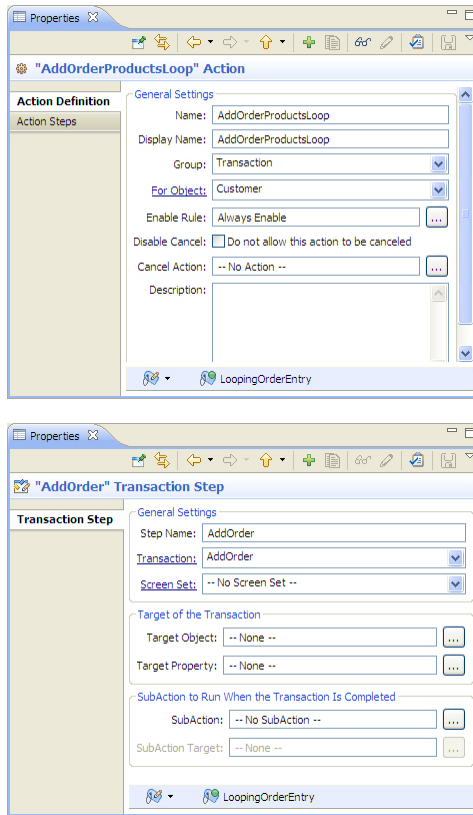 Properties
"AddOrderProductsLoop" Action
Action Definition
Action Steps
General Settings
Name: AddOrderProductsLoop
Display Name: AddOrderProductsLoop
Group: Transaction
For Object: Customer
Enable Rule: Always Enable ...
Disable Cancel: Do not allow this action to be canceled
Cancel Action: -- No Action -- ...
Description:
LoopingOrderEntry
Properties
"AddOrder" Transaction Step
Transaction Step
General Settings
Step Name: AddOrder
Transaction: AddOrder
Screen Set: -- No Screen Set --
Target of the Transaction
Target Object: -- None -- ...
Target Property: -- None -- ...
SubAction to Run When the Transaction Is Completed
SubAction: -- No SubAction -- ...
SubAction Target: -- None -- ...
LoopingOrderEntry